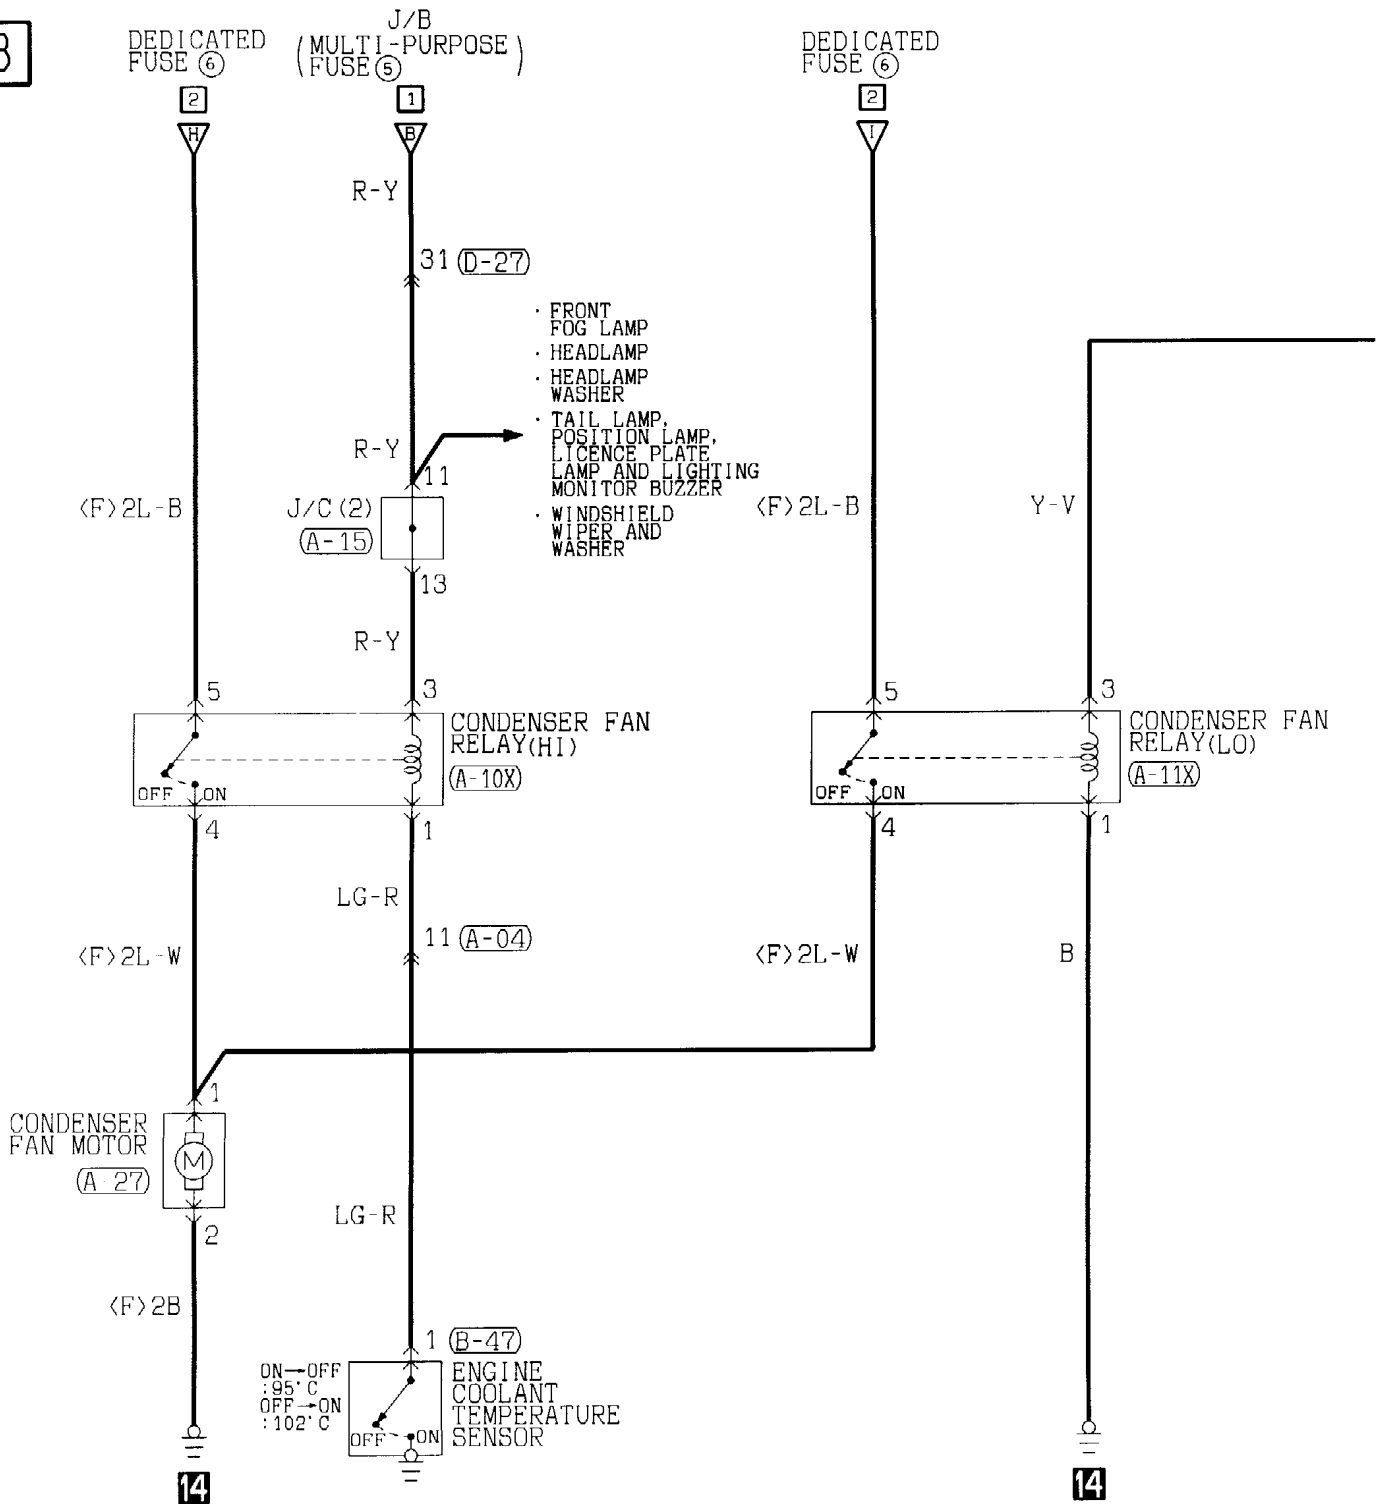 8
DEDICATED
FUSE ⑥
J/B
(MULTI-PURPOSE
FUSE⑤)
DEDICATED
FUSE ⑥
2
1
2
H
B
I
R-Y
31 (D-27)
· FRONT
FOG LAMP
· HEADLAMP
· HEADLAMP
WASHER
· TAIL LAMP,
POSITION LAMP,
LICENCE PLATE
LAMP AND LIGHTING
MONITOR BUZZER
· WINDSHIELD
WIPER AND
WASHER
R-Y
11
<F>2L-B
J/C(2)
(A-15)
<F>2L-B
Y-V
13
R-Y
5
3
5
3
CONDENSER FAN
RELAY(HI)
(A-10X)
CONDENSER FAN
RELAY(LO)
(A-11X)
OFF ON
OFF ON
4
1
4
1
LG-R
11 (A-04)
<F>2L-W
<F>2L-W
B
1
CONDENSER
FAN MOTOR
(A-27)
M
2
LG-R
<F>2B
1 (B-47)
ON→OFF
:95°C
OFF→ON
:102°C
ENGINE
COOLANT
TEMPERATURE
SENSOR
OFF ON
14
14